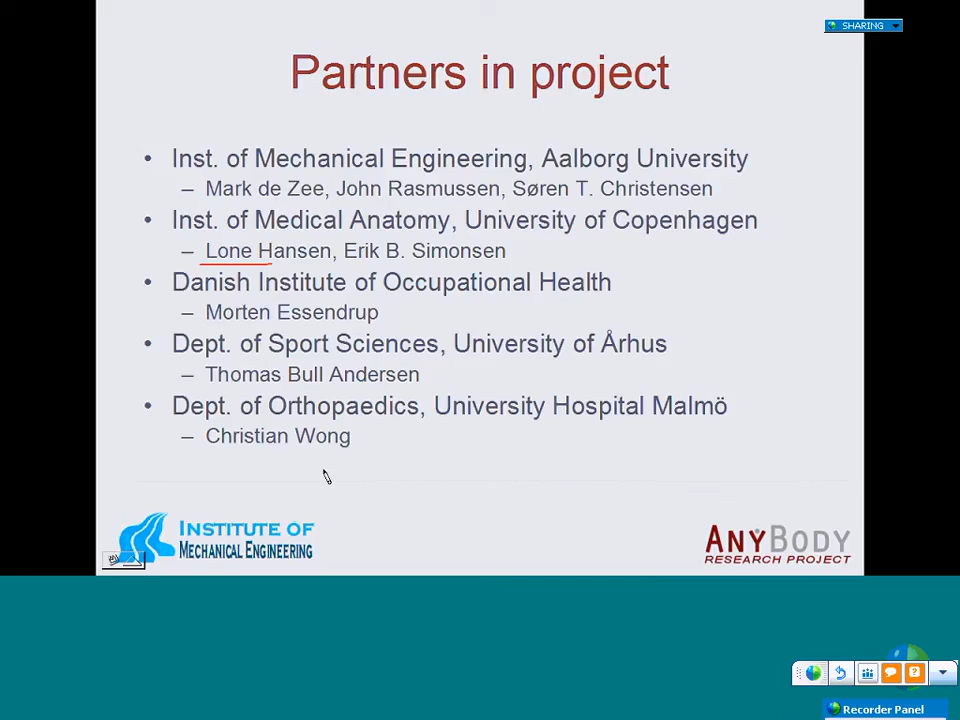 SHARING
Partners in project
• Inst. of Mechanical Engineering, Aalborg University
– Mark de Zee, John Rasmussen, Søren T. Christensen
• Inst. of Medical Anatomy, University of Copenhagen
– Lone Hansen, Erik B. Simonsen
• Danish Institute of Occupational Health
– Morten Essendrup
• Dept. of Sport Sciences, University of Århus
– Thomas Bull Andersen
• Dept. of Orthopaedics, University Hospital Malmö
– Christian Wong
INSTITUTE OF
MECHANICAL ENGINEERING
ANYBODY
RESEARCH PROJECT
Recorder Panel